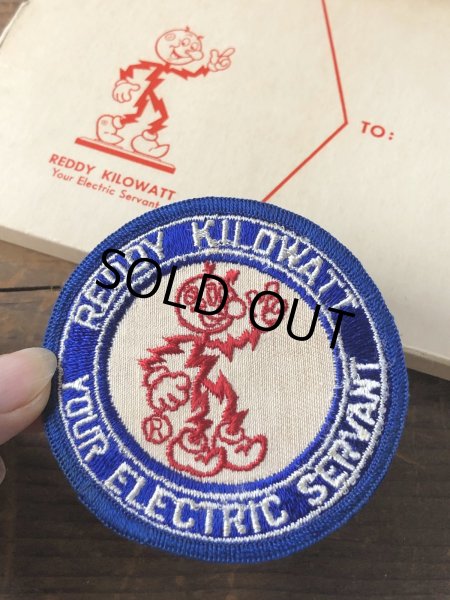 TO:
REDDY KILOWATT
Your Electric Servant
REDDY KILOWATT
SOLD OUT
®
YOUR ELECTRIC SERVANT